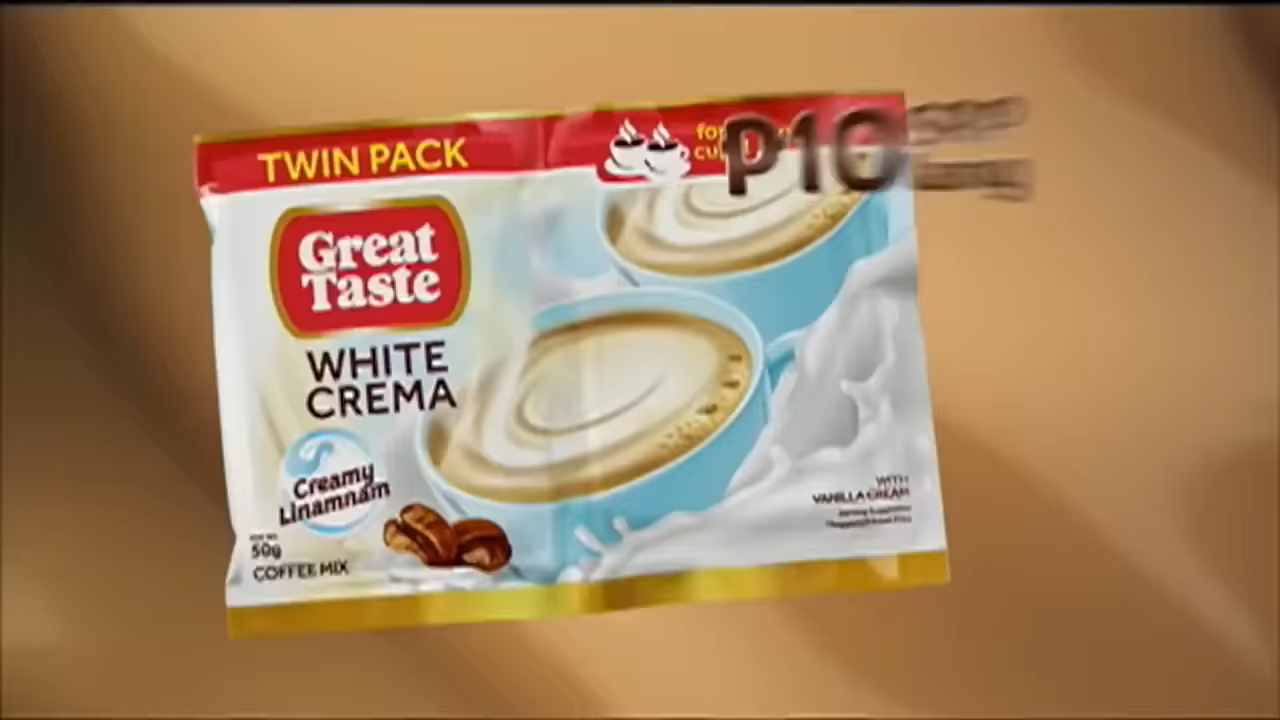 TWIN PACK
P10
Great
Taste
WHITE
CREMA
Creamy
Linamnam
50g
COFFEE MIX
WITH
VANILLA CREAM